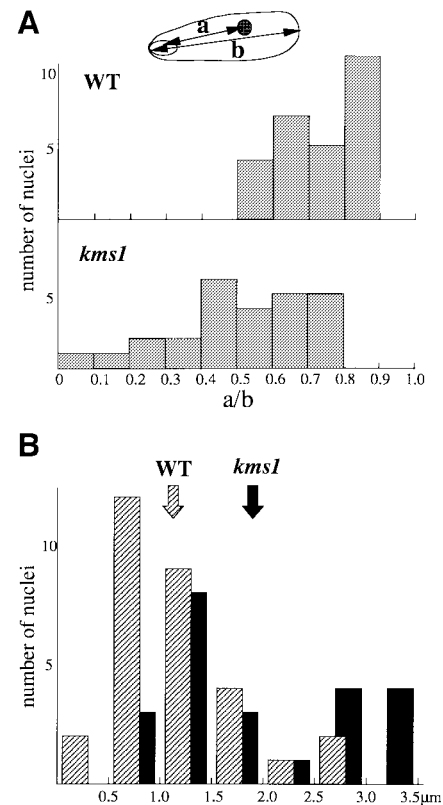 A
a
b
WT
10
5
number of nuclei
kms1
5
0 0.1 0.2 0.3 0.4 0.5 0.6 0.7 0.8 0.9 1.0
a/b
B
WT kms1
10
5
number of nuclei
0.5 1.0 1.5 2.0 2.5 3.0 3.5μm